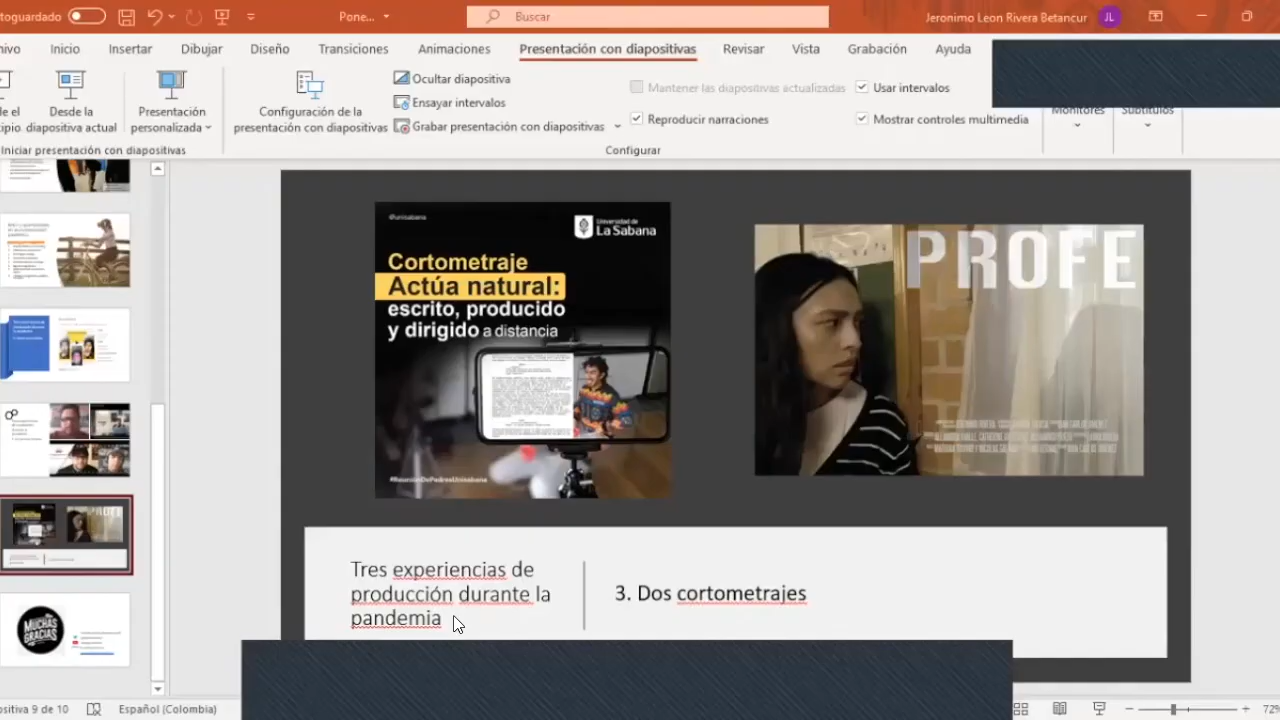 toguardado
Pone...
Buscar
Jeronimo Leon Rivera Betancur
JL
ivo
Inicio
Insertar
Dibujar
Diseño
Transiciones
Animaciones
Presentación con diapositivas
Revisar
Vista
Grabación
Ayuda
de el
cipio
Desde la
diapositiva actual
Presentación
personalizada
Iniciar presentación con diapositivas
Configuración de la
presentación con diapositivas
Ocultar diapositiva
Ensayar intervalos
Grabar presentación con diapositivas
Mantener las diapositivas actualizadas
Reproducir narraciones
Usar intervalos
Mostrar controles multimedia
Configurar
Monitores
Subtítulos
@unisabana
Universidad de
La Sabana
Cortometraje
Actúa natural:
escrito, producido
y dirigido a distancia
#ReuniónDePadresUnisabana
PROFE
Tres experiencias de
producción durante la
pandemia
3. Dos cortometrajes
MUCHAS
GRACIAS
ositiva 9 de 10
Español (Colombia)
72%